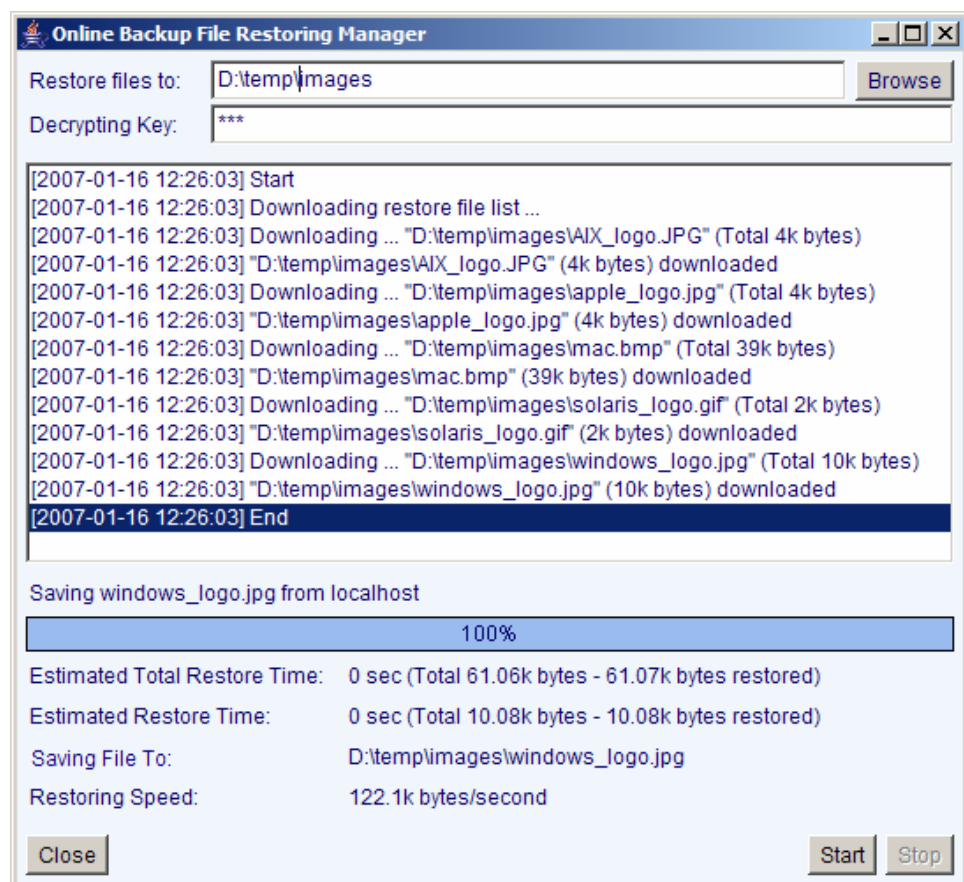 Online Backup File Restoring Manager
Restore files to: D:\temp\images Browse
Decrypting Key: ***
[2007-01-16 12:26:03] Start
[2007-01-16 12:26:03] Downloading restore file list ...
[2007-01-16 12:26:03] Downloading ... "D:\temp\images\AIX_logo.JPG" (Total 4k bytes)
[2007-01-16 12:26:03] "D:\temp\images\AIX_logo.JPG" (4k bytes) downloaded
[2007-01-16 12:26:03] Downloading ... "D:\temp\images\apple_logo.jpg" (Total 4k bytes)
[2007-01-16 12:26:03] "D:\temp\images\apple_logo.jpg" (4k bytes) downloaded
[2007-01-16 12:26:03] Downloading ... "D:\temp\images\mac.bmp" (Total 39k bytes)
[2007-01-16 12:26:03] "D:\temp\images\mac.bmp" (39k bytes) downloaded
[2007-01-16 12:26:03] Downloading ... "D:\temp\images\solaris_logo.gif" (Total 2k bytes)
[2007-01-16 12:26:03] "D:\temp\images\solaris_logo.gif" (2k bytes) downloaded
[2007-01-16 12:26:03] Downloading ... "D:\temp\images\windows_logo.jpg" (Total 10k bytes)
[2007-01-16 12:26:03] "D:\temp\images\windows_logo.jpg" (10k bytes) downloaded
[2007-01-16 12:26:03] End
Saving windows_logo.jpg from localhost
100%
Estimated Total Restore Time: 0 sec (Total 61.06k bytes - 61.07k bytes restored)
Estimated Restore Time: 0 sec (Total 10.08k bytes - 10.08k bytes restored)
Saving File To: D:\temp\images\windows_logo.jpg
Restoring Speed: 122.1k bytes/second
Close Start Stop